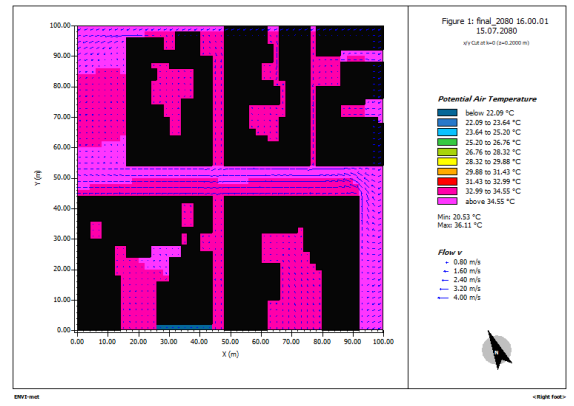 Figure 1: final_2080 16.00.01
15.07.2080
x/y Cut at k=0 (z=0.2000 m)
100.00
90.00
80.00
70.00
60.00
50.00
40.00
30.00
20.00
10.00
0.00
Y (m)
0.00 10.00 20.00 30.00 40.00 50.00 60.00 70.00 80.00 90.00 100.00
X (m)
Potential Air Temperature
below 22.09 °C
22.09 to 23.64 °C
23.64 to 25.20 °C
25.20 to 26.76 °C
26.76 to 28.32 °C
28.32 to 29.88 °C
29.88 to 31.43 °C
31.43 to 32.99 °C
32.99 to 34.55 °C
above 34.55 °C
Min: 20.53 °C
Max: 36.11 °C
Flow v
0.80 m/s
1.60 m/s
2.40 m/s
3.20 m/s
4.00 m/s
N
ENVI-met
<Right foot>